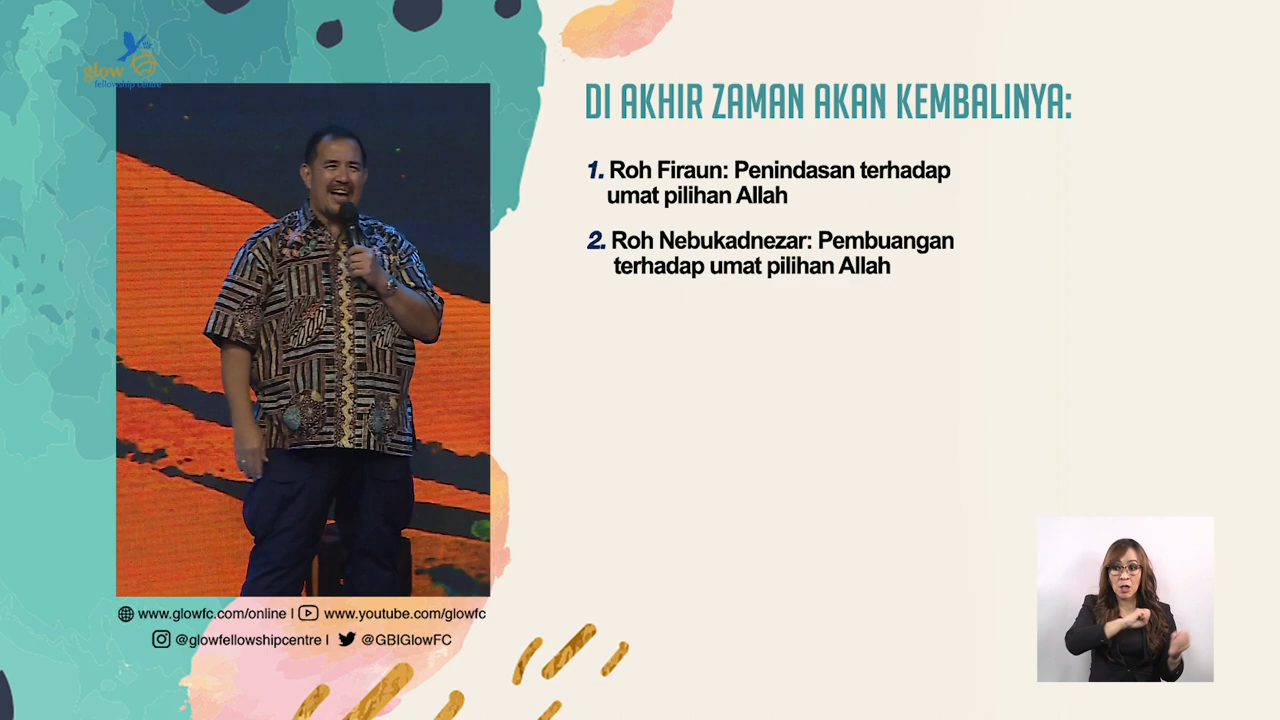 glow
fellowship centre
DI AKHIR ZAMAN AKAN KEMBALINYA:
1. Roh Firaun: Penindasan terhadap
umat pilihan Allah
2. Roh Nebukadnezar: Pembuangan
terhadap umat pilihan Allah
www.glowfc.com/online I www.youtube.com/glowfc
@glowfellowshipcentre I @GBIGlowFC